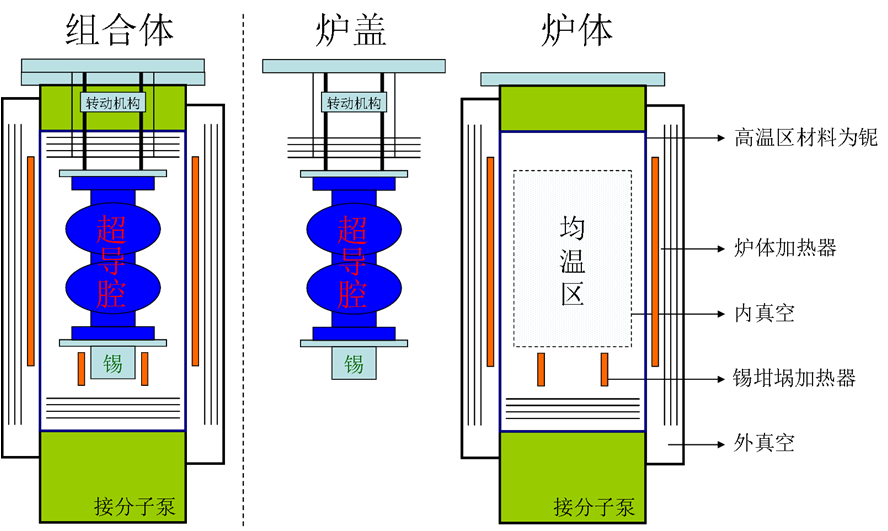 组合体
炉盖
炉体
转动机构
转动机构
高温区材料为铌
超导腔
超导腔
均温区
炉体加热器
内真空
锡
锡
锡坩埚加热器
外真空
接分子泵
接分子泵